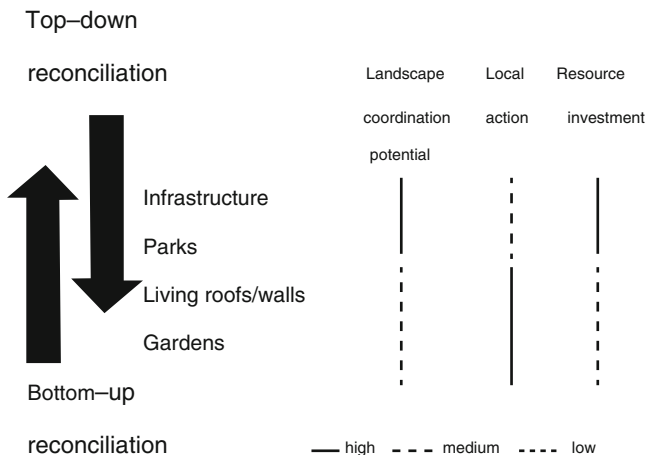 Top–down
reconciliation
Landscape Local Resource
coordination action investment
potential
Infrastructure
Parks
Living roofs/walls
Gardens
Bottom–up
reconciliation
high medium low